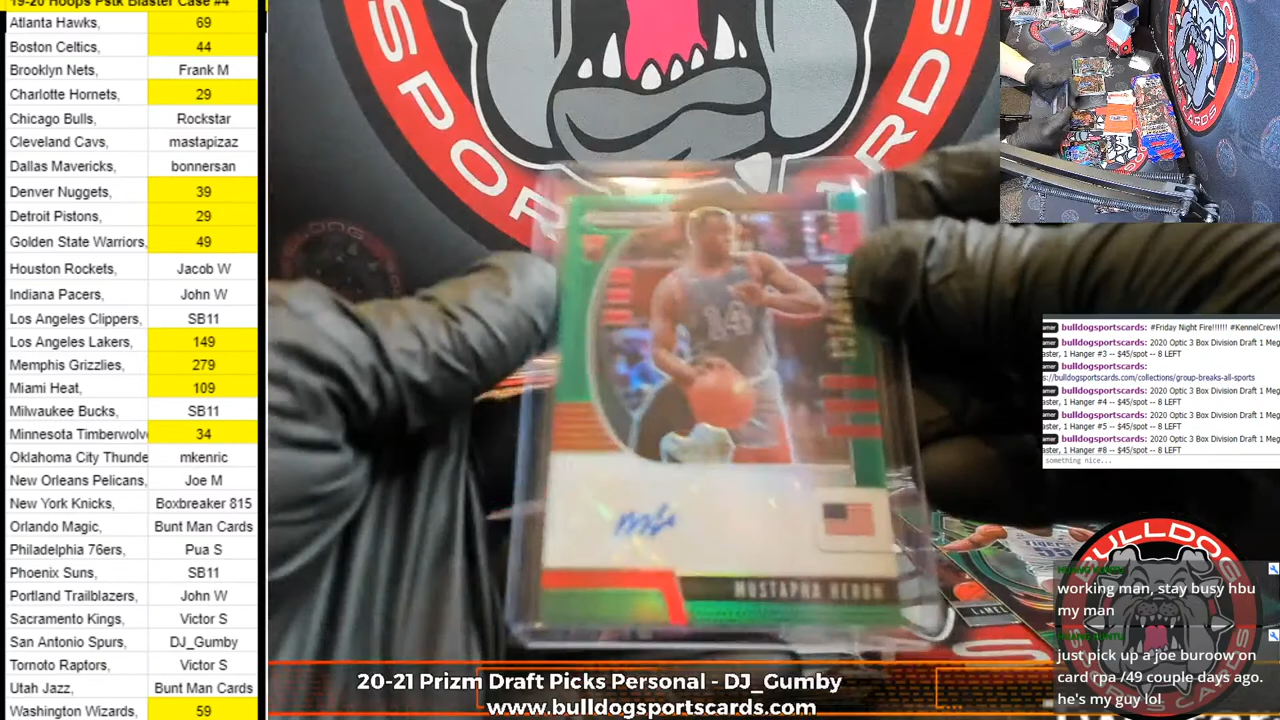 19-20 Hoops Pstk Blaster Case #4
Atlanta Hawks, 69
Boston Celtics, 44
Brooklyn Nets, Frank M
Charlotte Hornets, 29
Chicago Bulls, Rockstar
Cleveland Cavs, mastapizaz
Dallas Mavericks, bonnersan
Denver Nuggets, 39
Detroit Pistons, 29
Golden State Warriors, 49
Houston Rockets, Jacob W
Indiana Pacers, John W
Los Angeles Clippers, SB11
Los Angeles Lakers, 149
Memphis Grizzlies, 279
Miami Heat, 109
Milwaukee Bucks, SB11
Minnesota Timberwolv 34
Oklahoma City Thunde mkenric
New Orleans Pelicans, Joe M
New York Knicks, Boxbreaker 815
Orlando Magic, Bunt Man Cards
Philadelphia 76ers, Pua S
Phoenix Suns, SB11
Portland Trailblazers, John W
Sacramento Kings, Victor S
San Antonio Spurs, DJ_Gumby
Tornoto Raptors, Victor S
Utah Jazz, Bunt Man Cards
Washington Wizards, 59
SPOR
RDS
14
MUSTAPHA HERON
20-21 Prizm Draft Picks Personal - DJ_Gumby
www.bulldogsportscards.com
bulldogsportscards: #Friday Night Fire!!!!!! #KennelCrew!!
bulldogsportscards: 2020 Optic 3 Box Division Draft 1 Meg
aster, 1 Hanger #3 -- $45/spot -- 8 LEFT
bulldogsportscards:
s://bulldogsportscards.com/collections/group-breaks-all-sports
bulldogsportscards: 2020 Optic 3 Box Division Draft 1 Meg
aster, 1 Hanger #4 -- $45/spot -- 8 LEFT
bulldogsportscards: 2020 Optic 3 Box Division Draft 1 Meg
aster, 1 Hanger #5 -- $45/spot -- 8 LEFT
bulldogsportscards: 2020 Optic 3 Box Division Draft 1 Meg
aster, 1 Hanger #8 -- $45/spot -- 8 LEFT
something nice...
BULLDOG
working man, stay busy hbu
my man
just pick up a joe buroow on
card rpa /49 couple days ago.
he's my guy lol